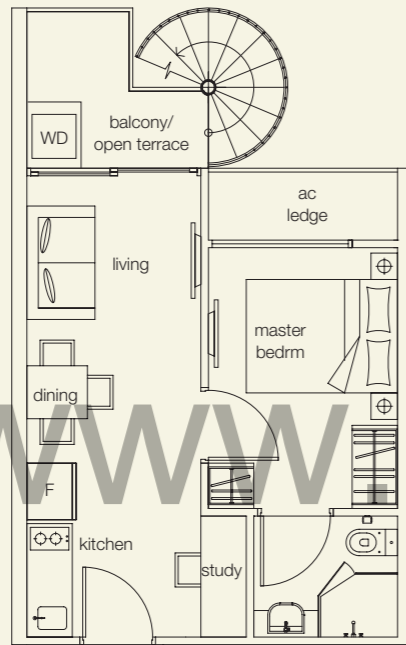 WD
balcony/
open terrace
ac
ledge
living
master
bedrm
dining
www.
F
kitchen
study